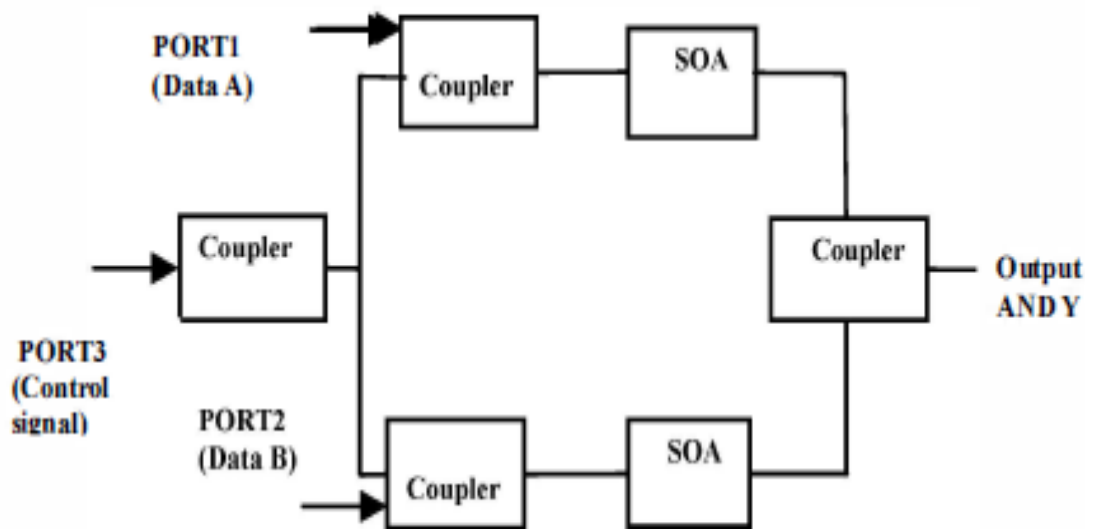 PORT1
(Data A)
Coupler
SOA
Coupler
PORT3
(Control
signal)
Coupler
Output
AND Y
PORT2
(Data B)
Coupler
SOA